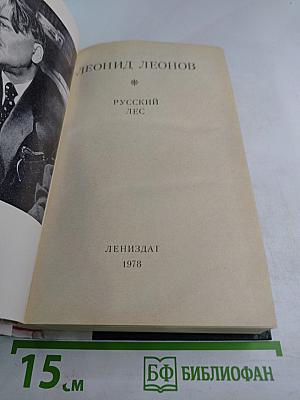 ЛЕОНИД ЛЕОНОВ
РУССКИЙ
ЛЕС
ЛЕНИЗДАТ
1978
15 см
БФ БИБЛИОФАН